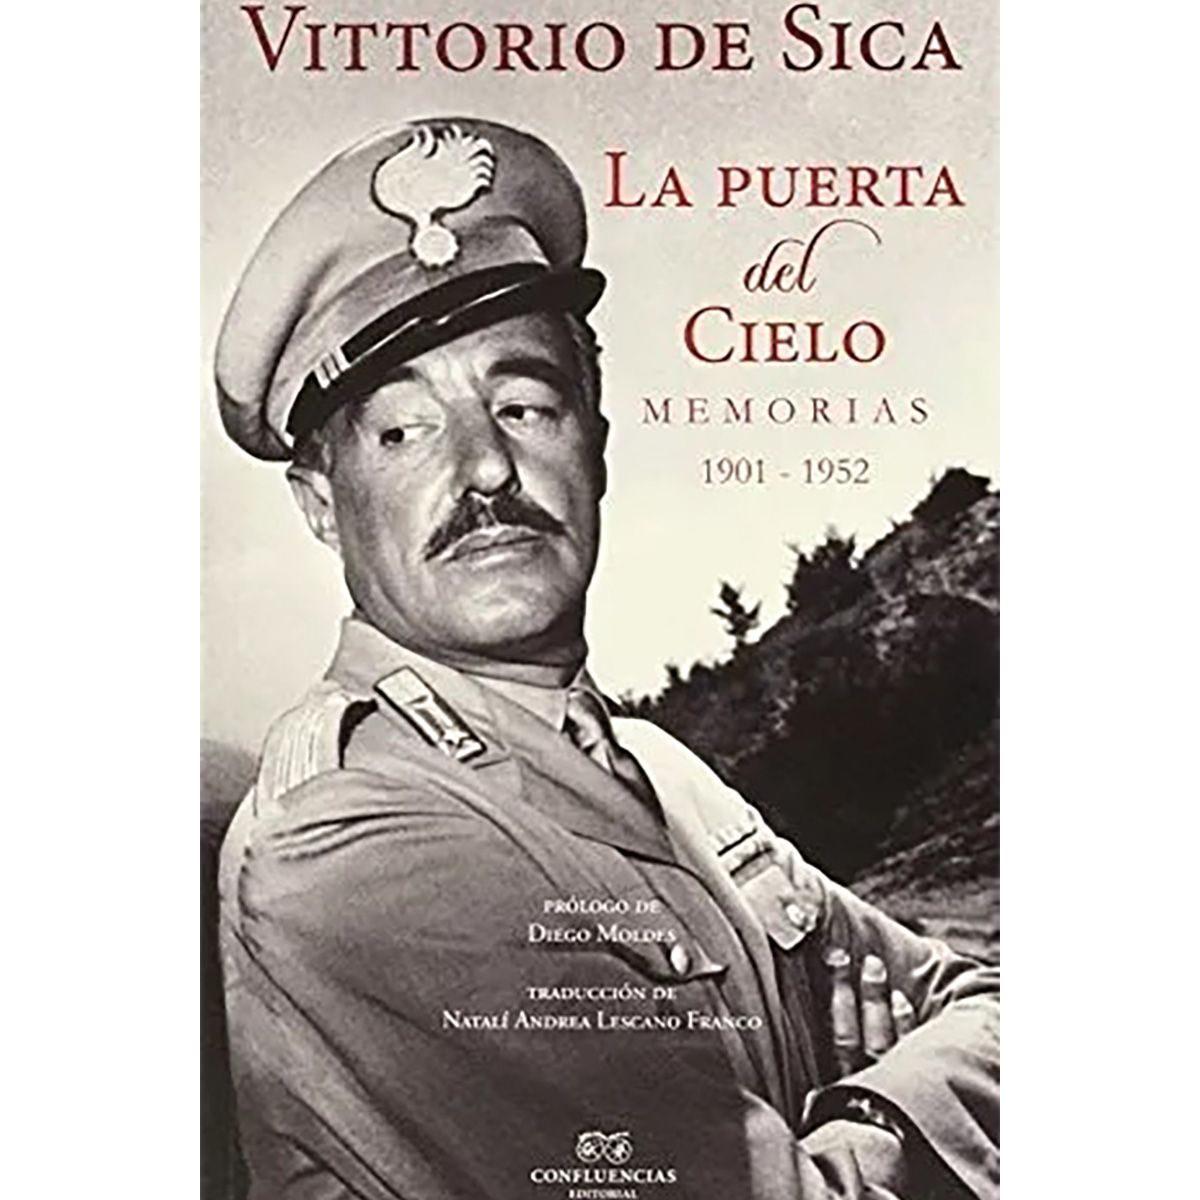 VITTORIO DE SICA
LA PUERTA
del
CIELO
MEMORIAS
1901 - 1952
PRÓLOGO DE
DIEGO MOLDES
TRADUCCIÓN DE
NATALÍ ANDREA LESCANO FRANCO
CONFLUENCIAS
EDITORIAL